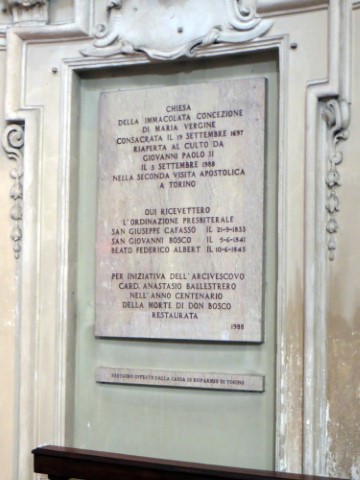 CHIESA
DELLA IMMACOLATA CONCEZIONE
DI MARIA VERGINE
CONSACRATA IL 19 SETTEMBRE 1697
RIAPERTA AL CULTO DA
GIOVANNI PAOLO II
IL 3 SETTEMBRE 1988
NELLA SECONDA VISITA APOSTOLICA
A TORINO
QUI RICEVETTERO
L'ORDINAZIONE PRESBITERALE
SAN GIUSEPPE CAFASSO IL 21-9-1833
SAN GIOVANNI BOSCO IL 5-6-1841
BEATO FEDERICO ALBERT IL 10-6-1843
PER INIZIATIVA DELL'ARCIVESCOVO
CARD. ANASTASIO BALLESTRERO
NELL'ANNO CENTENARIO
DELLA MORTE DI DON BOSCO
RESTAURATA
1988
RESTAURO OFFERTO DALLA CASSA DI RISPARMIO DI TORINO